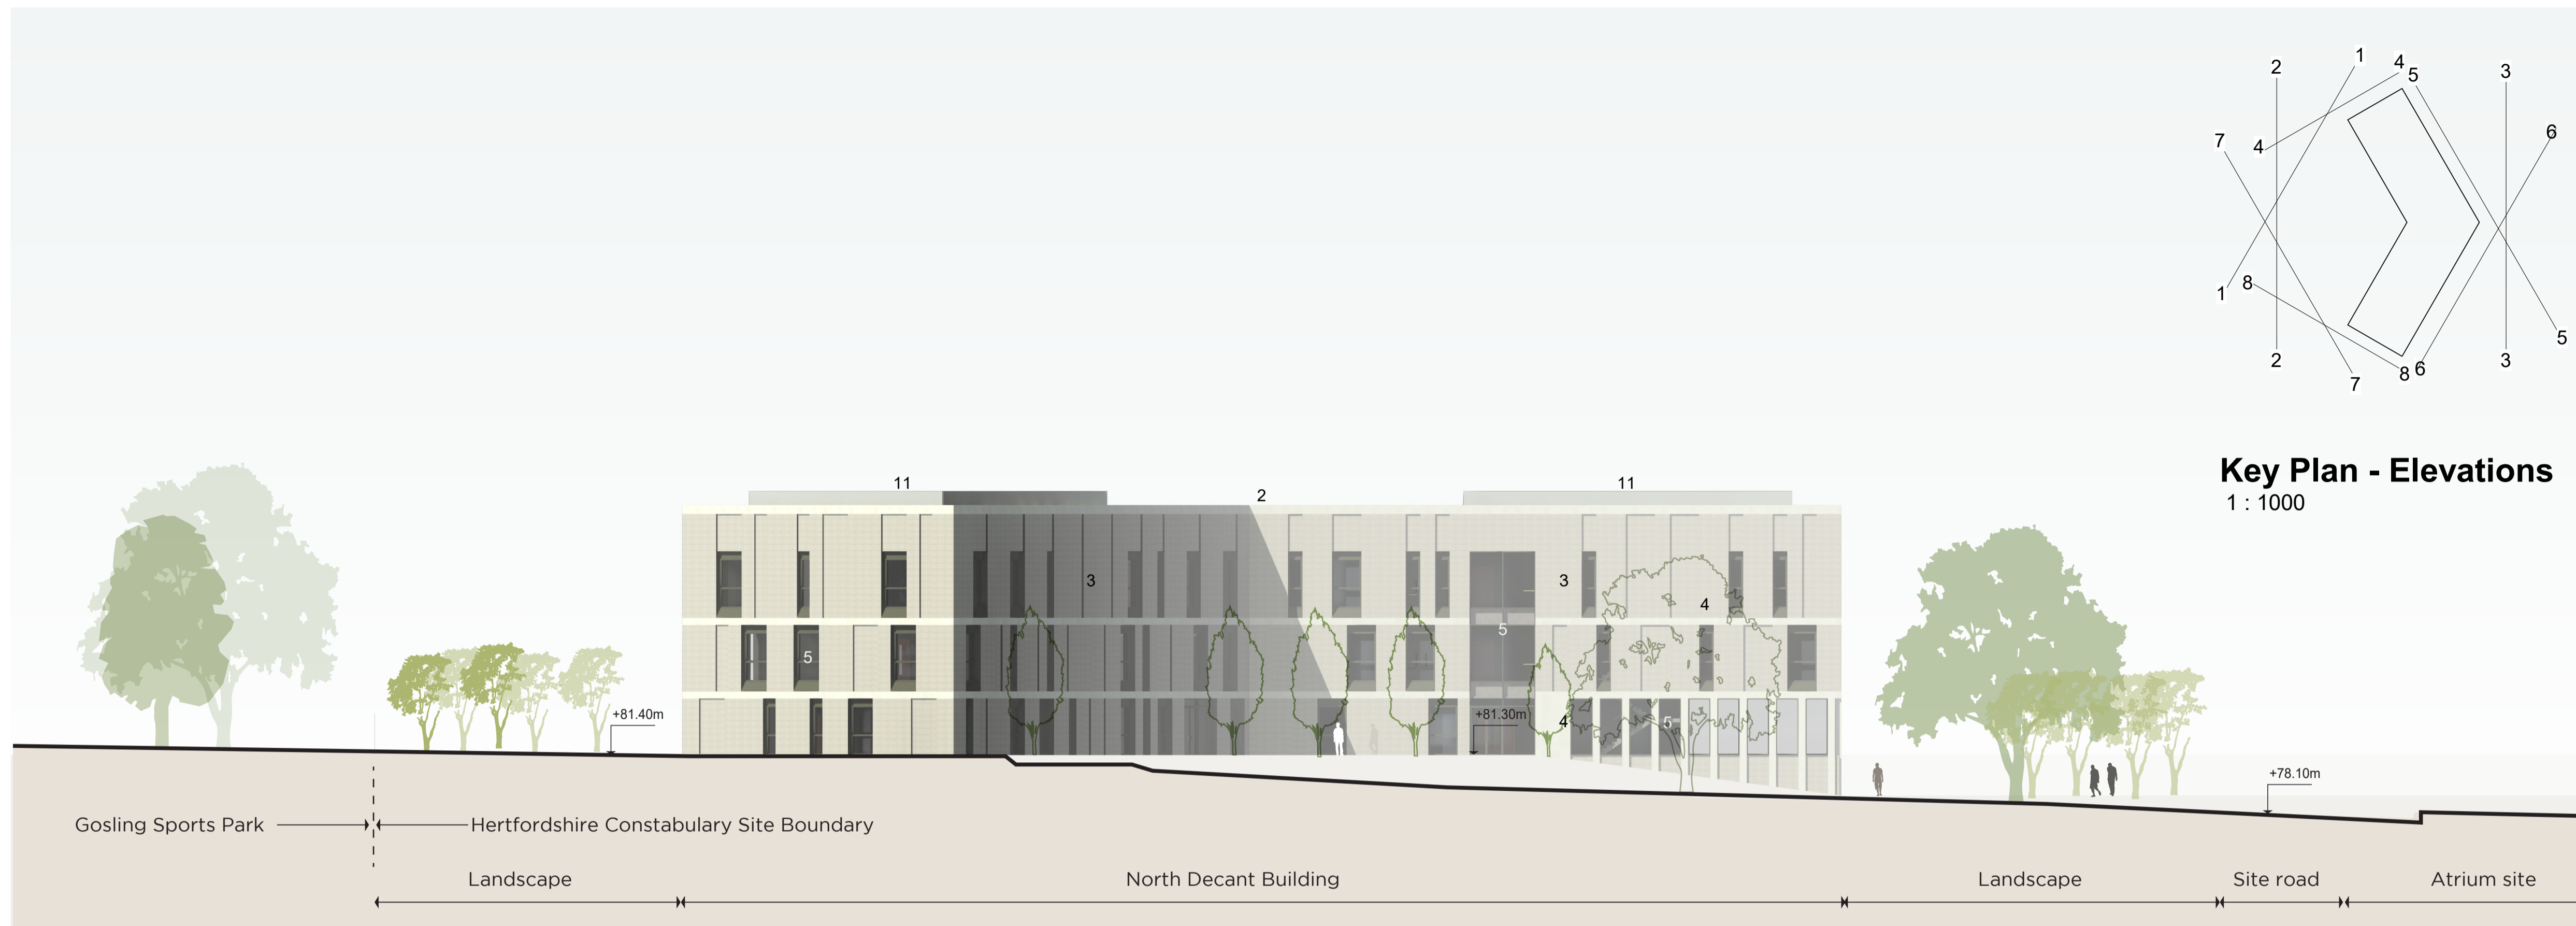 1
4
2
5
3
6
7
4
8
1
5
2
3
8
6
7
Key Plan - Elevations
1 : 1000
11
11
2
3
3
4
5
5
+81.40m
+81.30m
4
5
+78.10m
Gosling Sports Park
Hertfordshire Constabulary Site Boundary
Landscape
North Decant Building
Landscape
Site road
Atrium site